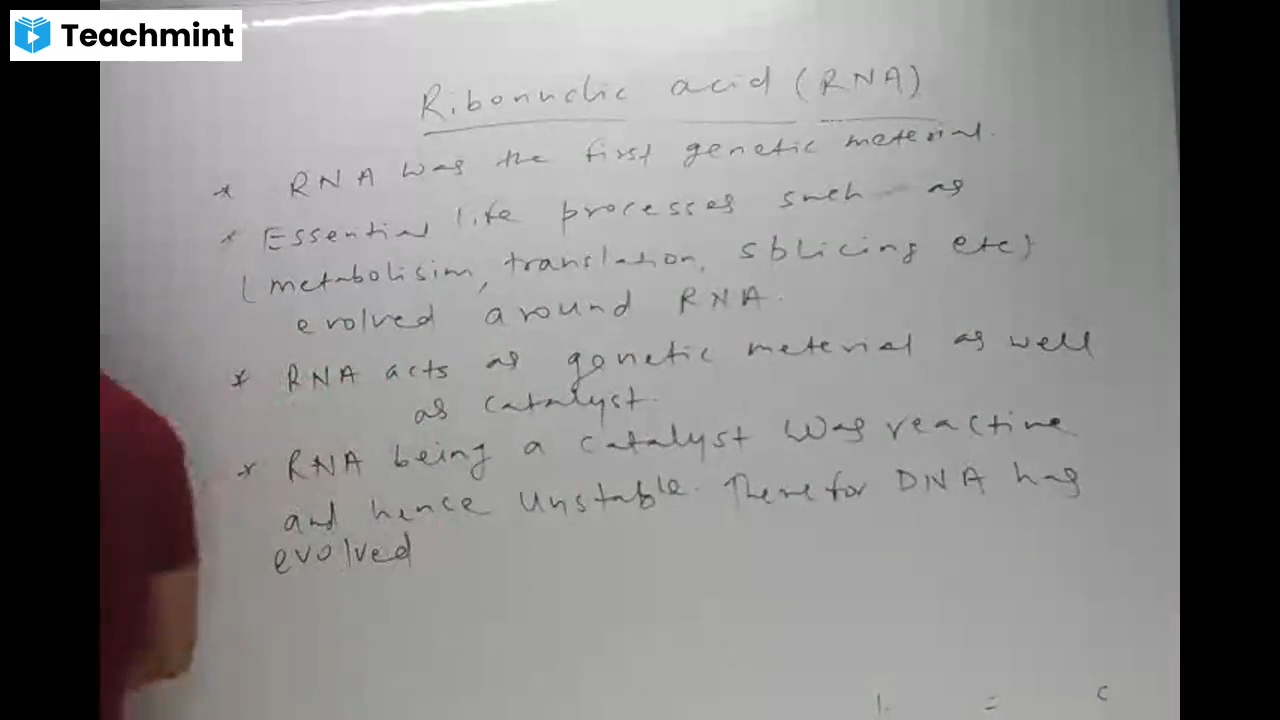 Teachmint
Ribonuclic acid (RNA)
* RNA was the first genetic meterial.
* Essential life processes such as
(metabolisim, translation, sblicing etc)
evolved around RNA.
* RNA acts as genetic meterial as well
as catalyst.
* RNA being a catalyst was reactive
and hence Unstable. There for DNA has
evolved